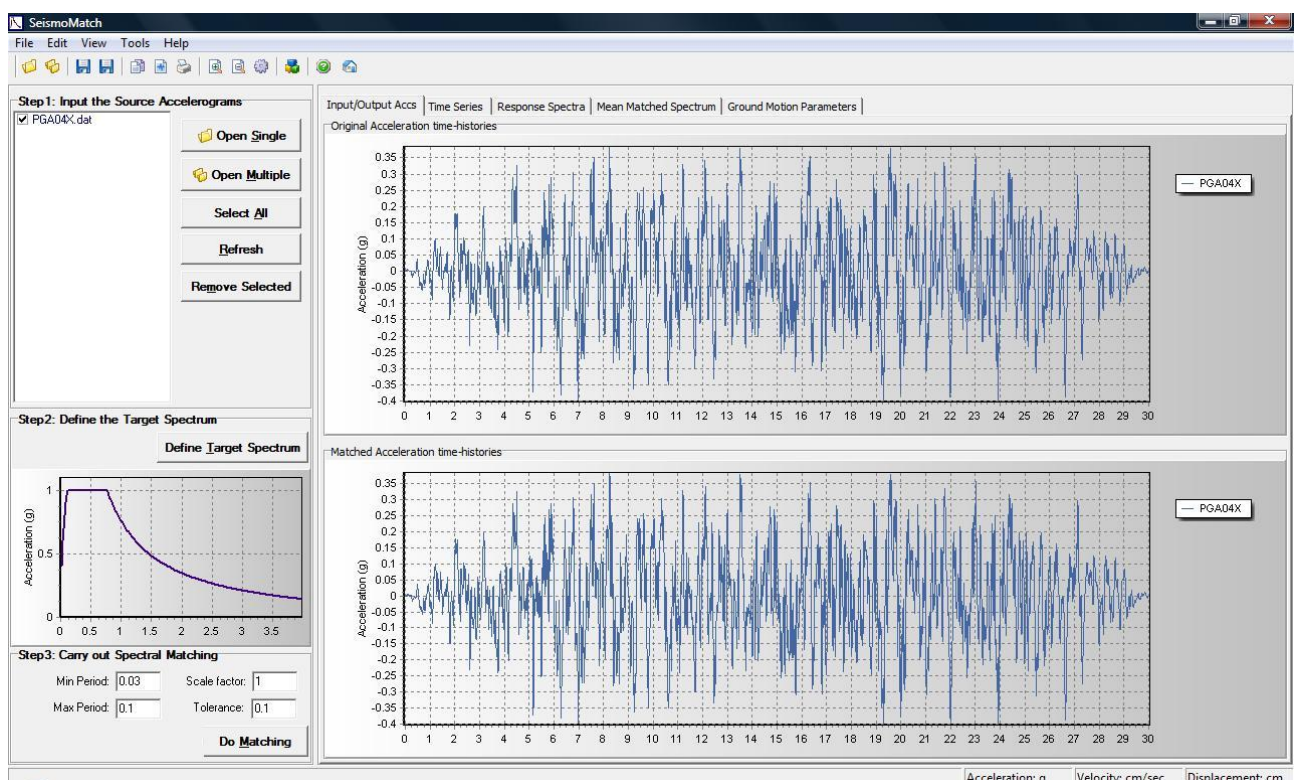 SeismoMatch
File Edit View Tools Help
Step1: Input the Source Accelerograms
PGA04X.dat
Open Single
Open Multiple
Select All
Refresh
Remove Selected
Step2: Define the Target Spectrum
Define Target Spectrum
Acceleration (g)
1
0.5
0
0 0.5 1 1.5 2 2.5 3 3.5
Step3: Carry out Spectral Matching
Min Period: 0.03 Scale factor: 1
Max Period: 0.1 Tolerance: 0.1
Do Matching
Input/Output Accs Time Series Response Spectra Mean Matched Spectrum Ground Motion Parameters
Original Acceleration time-histories
Acceleration (g)
0.35
0.3
0.25
0.2
0.15
0.1
0.05
0
-0.05
-0.1
-0.15
-0.2
-0.25
-0.3
-0.35
-0.4
0 1 2 3 4 5 6 7 8 9 10 11 12 13 14 15 16 17 18 19 20 21 22 23 24 25 26 27 28 29 30
PGA04X
Matched Acceleration time-histories
Acceleration (g)
0.35
0.3
0.25
0.2
0.15
0.1
0.05
0
-0.05
-0.1
-0.15
-0.2
-0.25
-0.3
-0.35
-0.4
0 1 2 3 4 5 6 7 8 9 10 11 12 13 14 15 16 17 18 19 20 21 22 23 24 25 26 27 28 29 30
PGA04X
Acceleration: g Velocity: cm/sec Displacement: cm